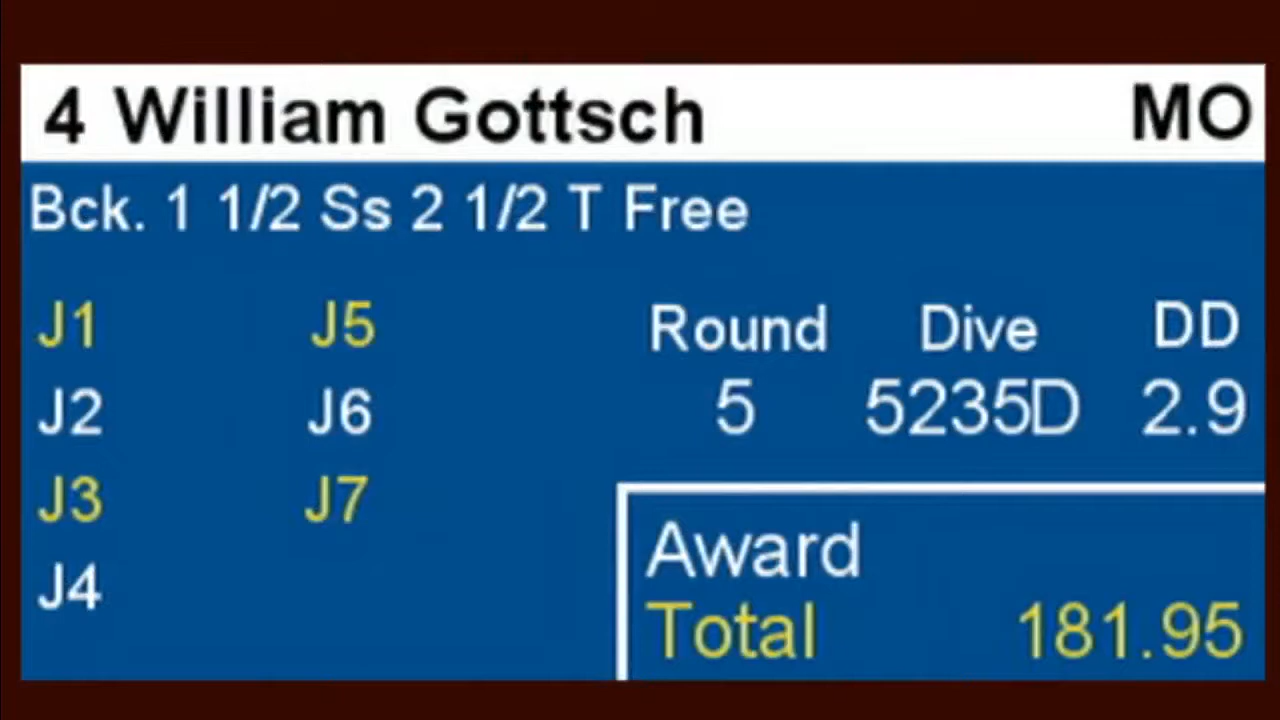 4 William Gottsch MO
Bck. 1 1/2 Ss 2 1/2 T Free
J1 J5
J2 J6
J3 J7
J4
Round Dive DD
5 5235D 2.9
Award
Total 181.95